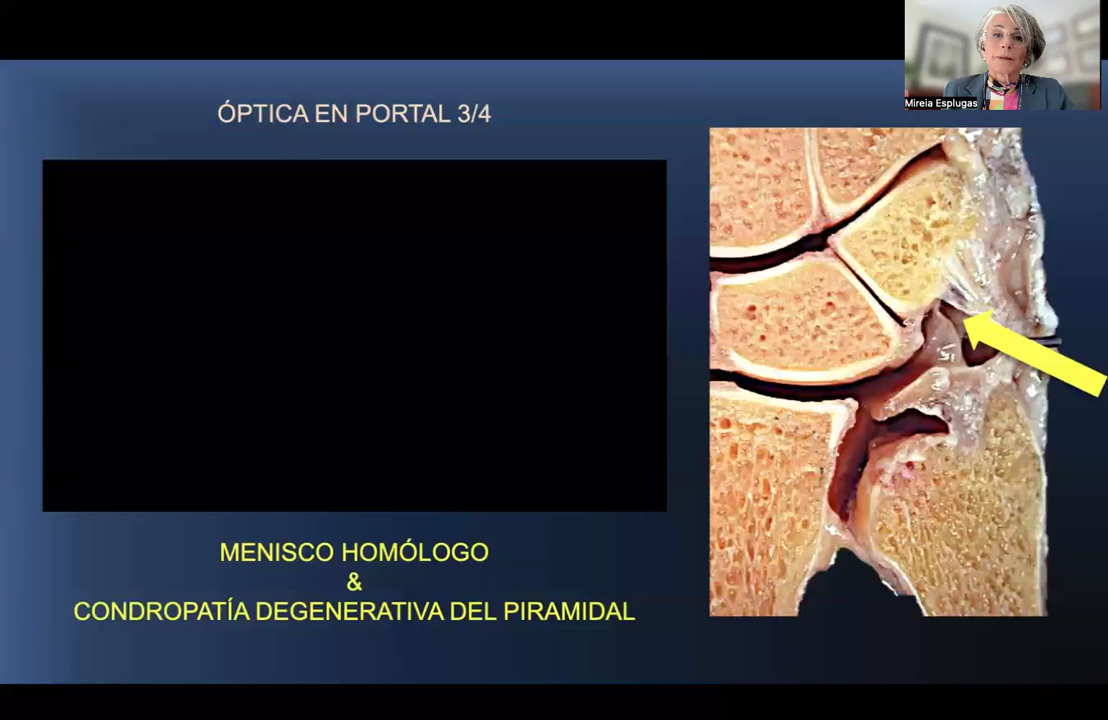 Mireia Esplugas
ÓPTICA EN PORTAL 3/4
MENISCO HOMÓLOGO
&
CONDROPATÍA DEGENERATIVA DEL PIRAMIDAL